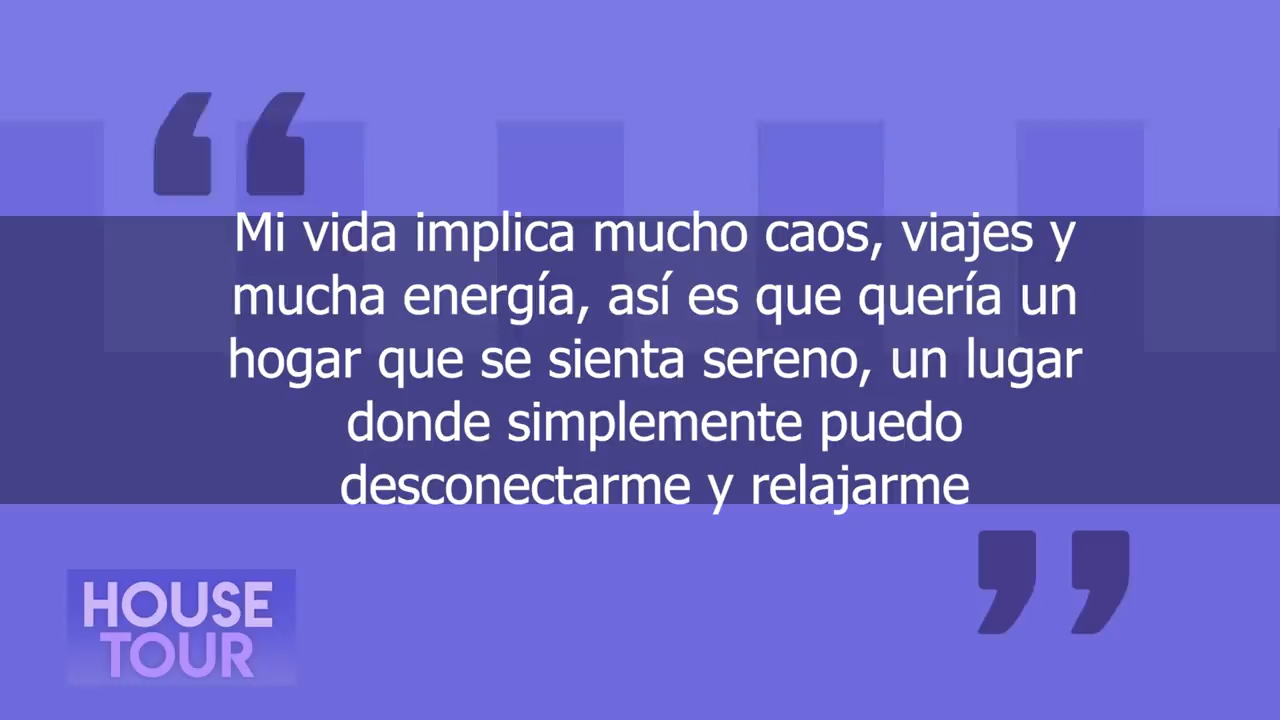 Mi vida implica mucho caos, viajes y
mucha energía, así es que quería un
hogar que se sienta sereno, un lugar
donde simplemente puedo
desconectarme y relajarme
HOUSE
TOUR